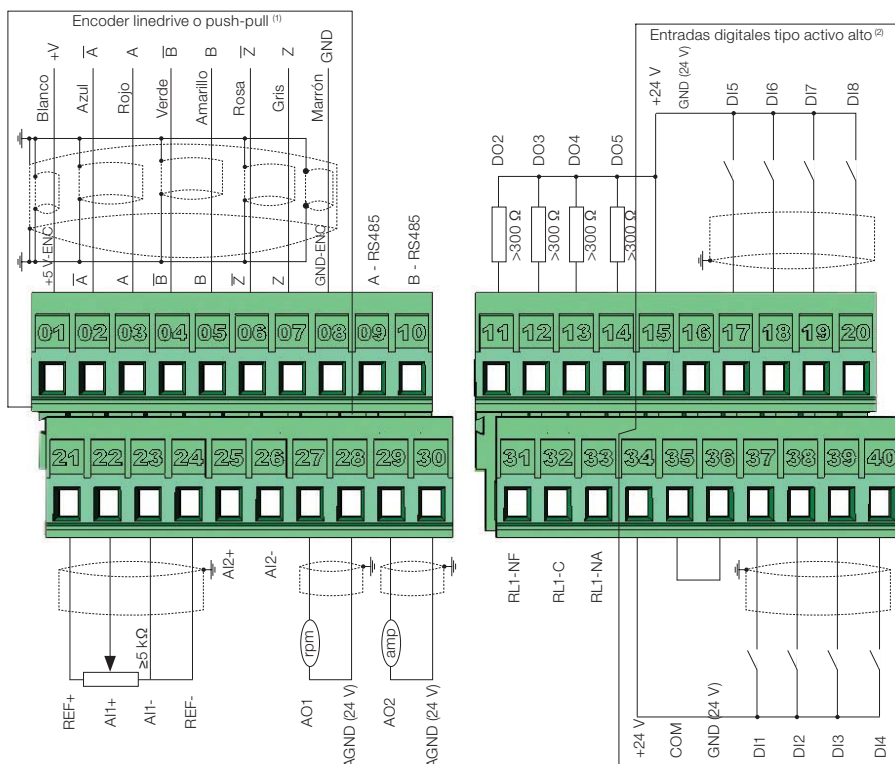 Encoder linedrive o push-pull (1)
+V
A
A
B
B
Z
Z
GND
Blanco
Azul
Rojo
Verde
Amarillo
Rosa
Gris
Marrón
+5 V-ENC
A
A
B
B
Z
Z
GND-ENC
A - RS485
B - RS485
01 02 03 04 05 06 07 08 09 10
21 22 23 24 25 26 27 28 29 30
REF+
AI1+
≥5 kΩ
AI1-
REF-
AI2+
AI2-
rpm
amp
AO1
AGND (24 V)
AO2
AGND (24 V)
Entradas digitales tipo activo alto (2)
+24 V
GND (24 V)
DI5
DI6
DI7
DI8
DO2
DO3
DO4
DO5
>300 Ω
>300 Ω
>300 Ω
>300 Ω
11 12 13 14 15 16 17 18 19 20
31 32 33 34 35 36 37 38 39 40
RL1-NF
RL1-C
RL1-NA
+24 V
COM
GND (24 V)
DI1
DI2
DI3
DI4